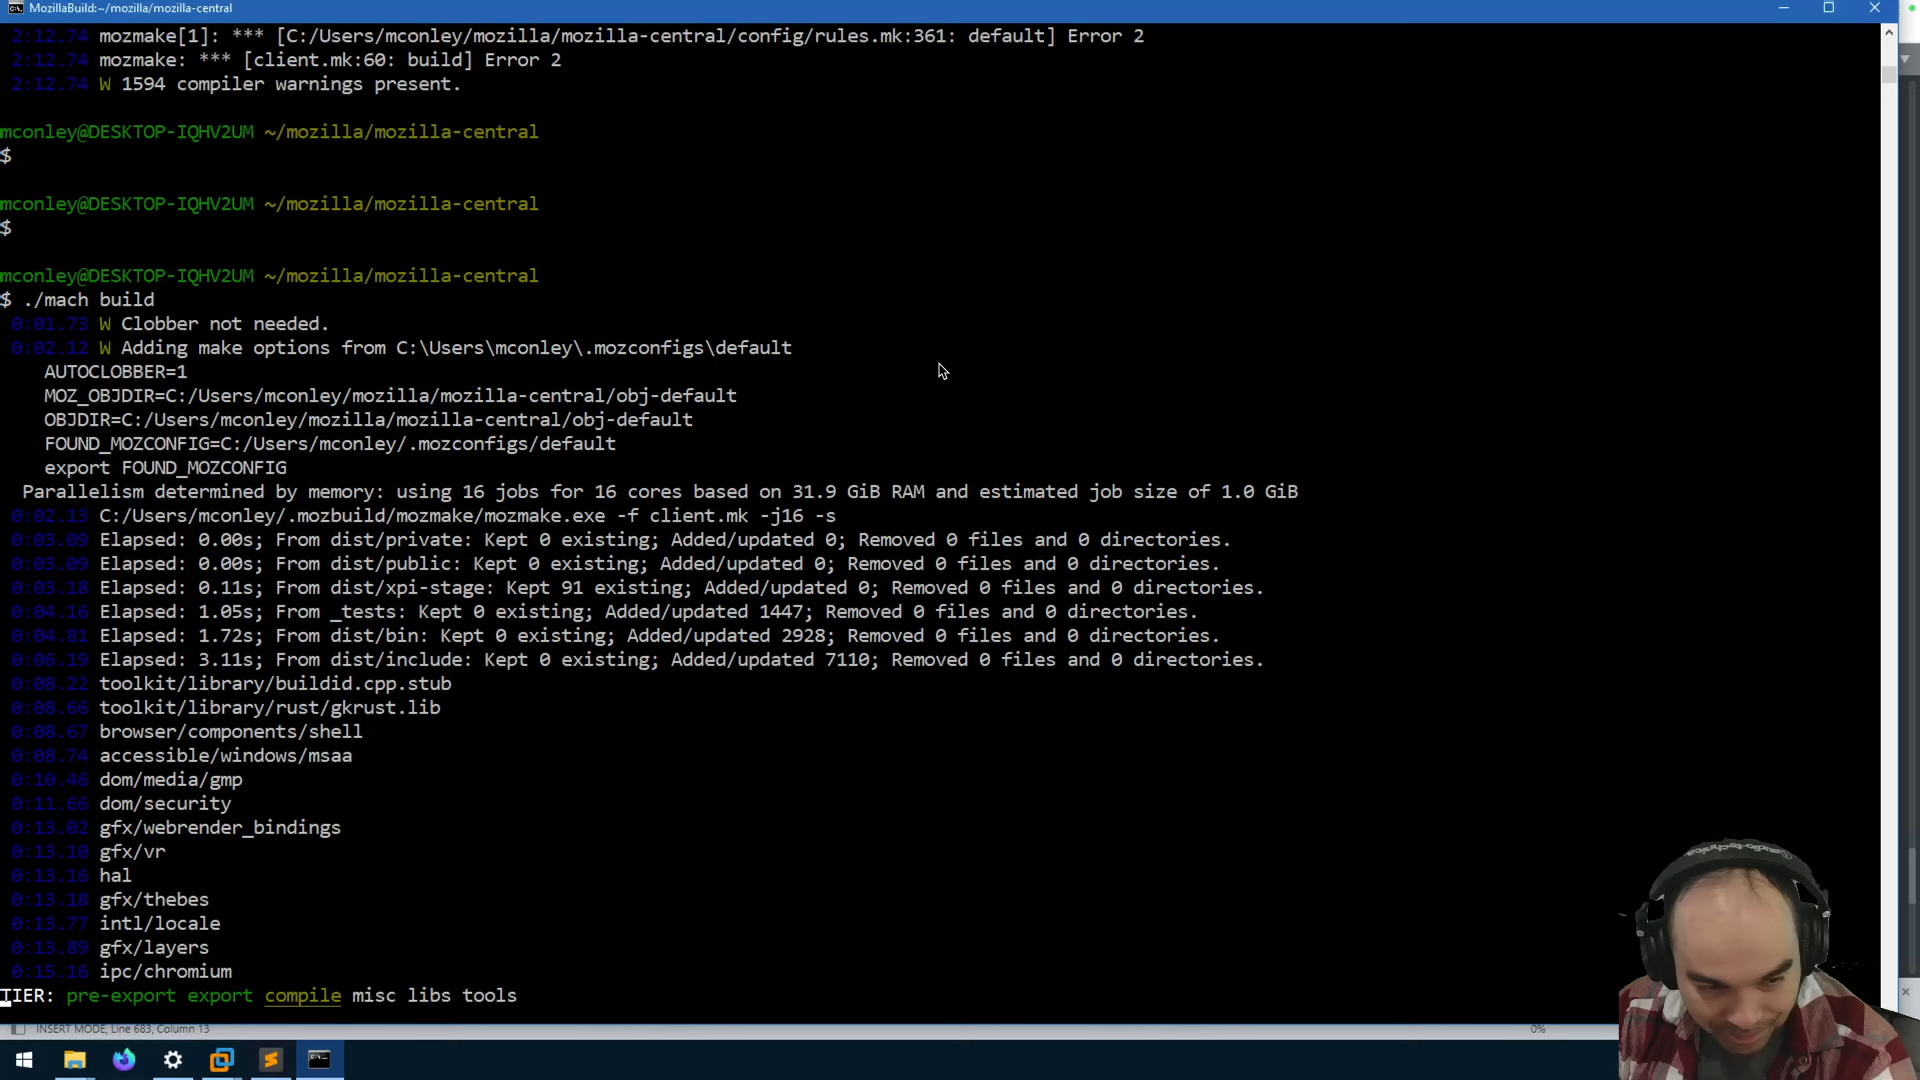 MozillaBuild:~/mozilla/mozilla-central
2:12.74 mozmake[1]: *** [C:/Users/mconley/mozilla/mozilla-central/config/rules.mk:361: default] Error 2
2:12.74 mozmake: *** [client.mk:60: build] Error 2
2:12.74 W 1594 compiler warnings present.
mconley@DESKTOP-IQHV2UM ~/mozilla/mozilla-central
$
mconley@DESKTOP-IQHV2UM ~/mozilla/mozilla-central
$
mconley@DESKTOP-IQHV2UM ~/mozilla/mozilla-central
$ ./mach build
0:01.73 W Clobber not needed.
0:02.12 W Adding make options from C:\Users\mconley\.mozconfigs\default
AUTOCLOBBER=1
MOZ_OBJDIR=C:/Users/mconley/mozilla/mozilla-central/obj-default
OBJDIR=C:/Users/mconley/mozilla/mozilla-central/obj-default
FOUND_MOZCONFIG=C:/Users/mconley/.mozconfigs/default
export FOUND_MOZCONFIG
Parallelism determined by memory: using 16 jobs for 16 cores based on 31.9 GiB RAM and estimated job size of 1.0 GiB
0:02.13 C:/Users/mconley/.mozbuild/mozmake/mozmake.exe -f client.mk -j16 -s
0:03.09 Elapsed: 0.00s; From dist/private: Kept 0 existing; Added/updated 0; Removed 0 files and 0 directories.
0:03.09 Elapsed: 0.00s; From dist/public: Kept 0 existing; Added/updated 0; Removed 0 files and 0 directories.
0:03.18 Elapsed: 0.11s; From dist/xpi-stage: Kept 91 existing; Added/updated 0; Removed 0 files and 0 directories.
0:04.16 Elapsed: 1.05s; From _tests: Kept 0 existing; Added/updated 1447; Removed 0 files and 0 directories.
0:04.81 Elapsed: 1.72s; From dist/bin: Kept 0 existing; Added/updated 2928; Removed 0 files and 0 directories.
0:06.19 Elapsed: 3.11s; From dist/include: Kept 0 existing; Added/updated 7110; Removed 0 files and 0 directories.
0:08.22 toolkit/library/buildid.cpp.stub
0:08.66 toolkit/library/rust/gkrust.lib
0:08.67 browser/components/shell
0:08.74 accessible/windows/msaa
0:10.46 dom/media/gmp
0:11.66 dom/security
0:13.02 gfx/webrender_bindings
0:13.10 gfx/vr
0:13.16 hal
0:13.18 gfx/thebes
0:13.77 intl/locale
0:13.89 gfx/layers
0:15.16 ipc/chromium
TIER: pre-export export compile misc libs tools
INSERT MODE, Line 683, Column 13
0%
audio-technica